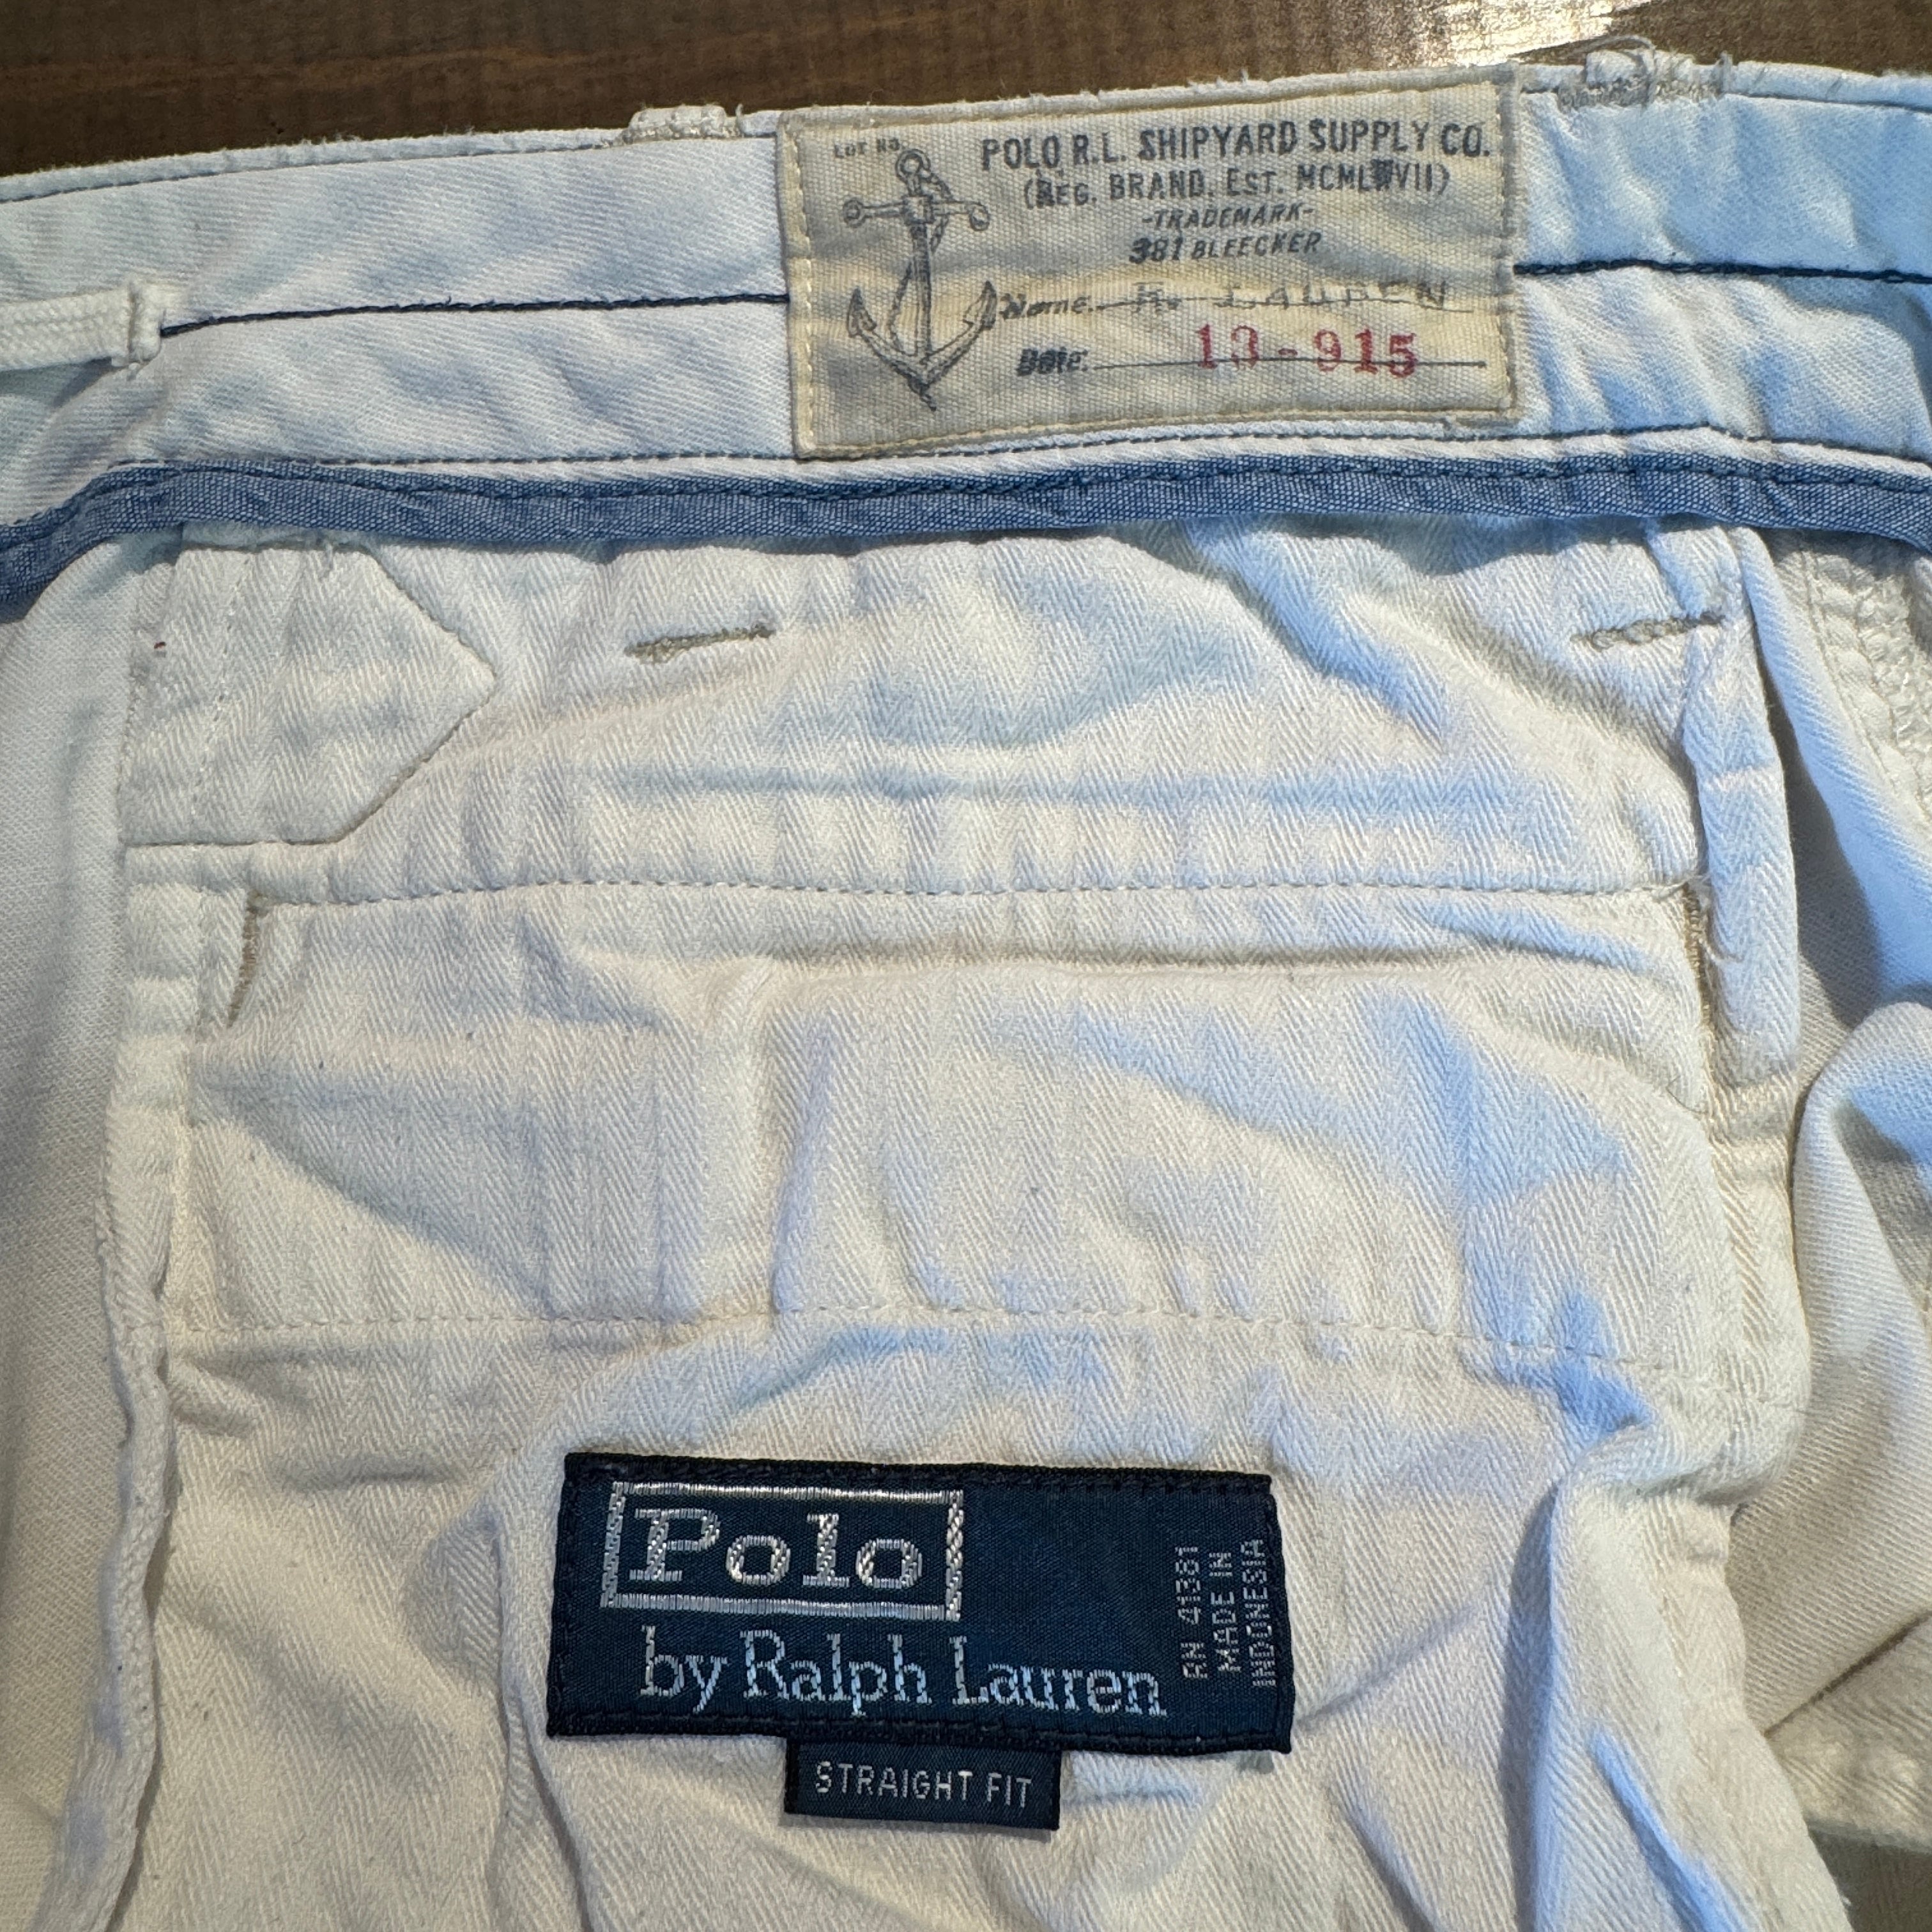 LOT NO.
POLO R.L. SHIPYARD SUPPLY CO.
(REG. BRAND. EST. MCMLXVII)
-TRADEMARK-
381 BLEECKER
Name. R. LAUREN
Date. 13-915
Polo
by Ralph Lauren
RN 41381
MADE IN
INDONESIA
STRAIGHT FIT